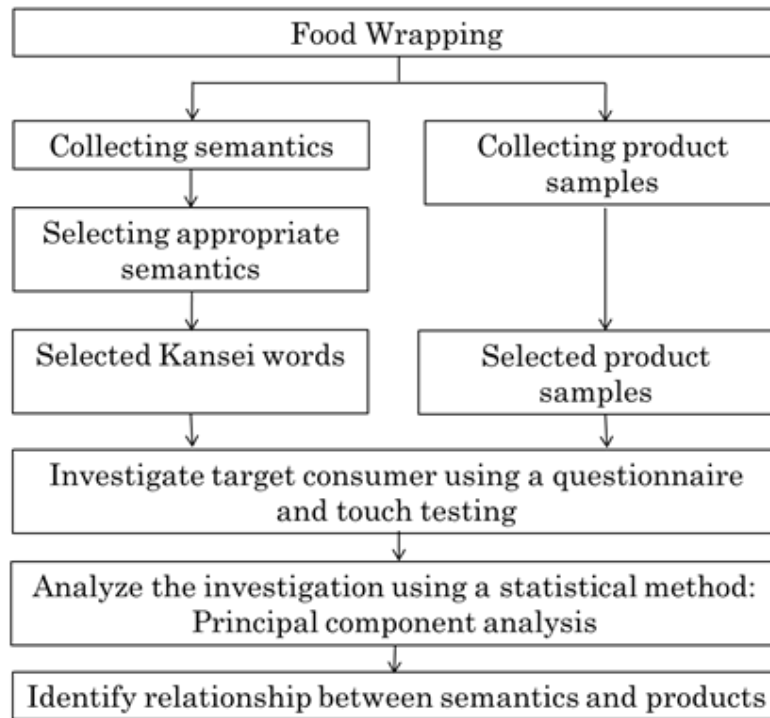 Food Wrapping
Collecting semantics
Collecting product
samples
Selecting appropriate
semantics
Selected Kansei words
Selected product
samples
Investigate target consumer using a questionnaire
and touch testing
Analyze the investigation using a statistical method:
Principal component analysis
Identify relationship between semantics and products